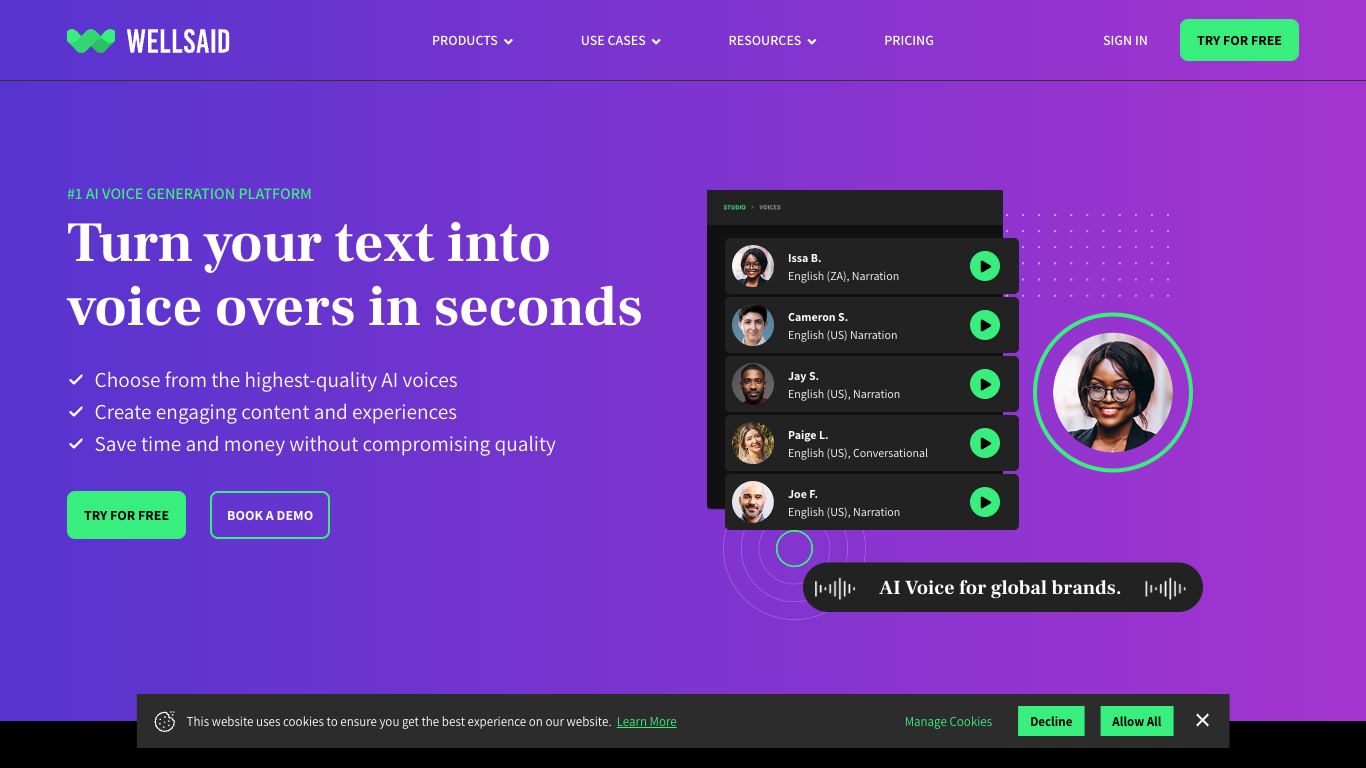 WELLSAID
PRODUCTS
USE CASES
RESOURCES
PRICING
SIGN IN
TRY FOR FREE
#1 AI VOICE GENERATION PLATFORM
Turn your text into
voice overs in seconds
Choose from the highest-quality AI voices
Create engaging content and experiences
Save time and money without compromising quality
TRY FOR FREE
BOOK A DEMO
STUDIO > VOICES
Issa B.
English (ZA), Narration
Cameron S.
English (US) Narration
Jay S.
English (US), Narration
Paige L.
English (US), Conversational
Joe F.
English (US), Narration
AI Voice for global brands.
This website uses cookies to ensure you get the best experience on our website. Learn More
Manage Cookies
Decline
Allow All